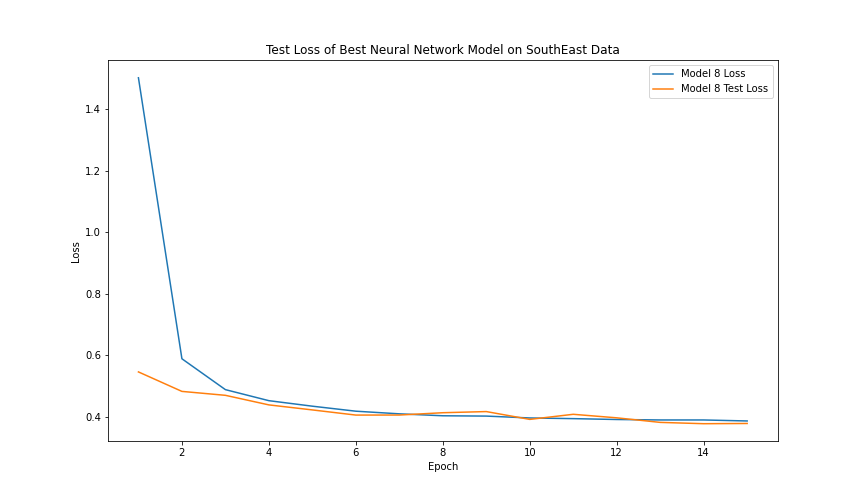 Test Loss of Best Neural Network Model on SouthEast Data
Model 8 Loss
Model 8 Test Loss
1.4
1.2
1.0
0.8
0.6
0.4
Loss
2 4 6 8 10 12 14
Epoch